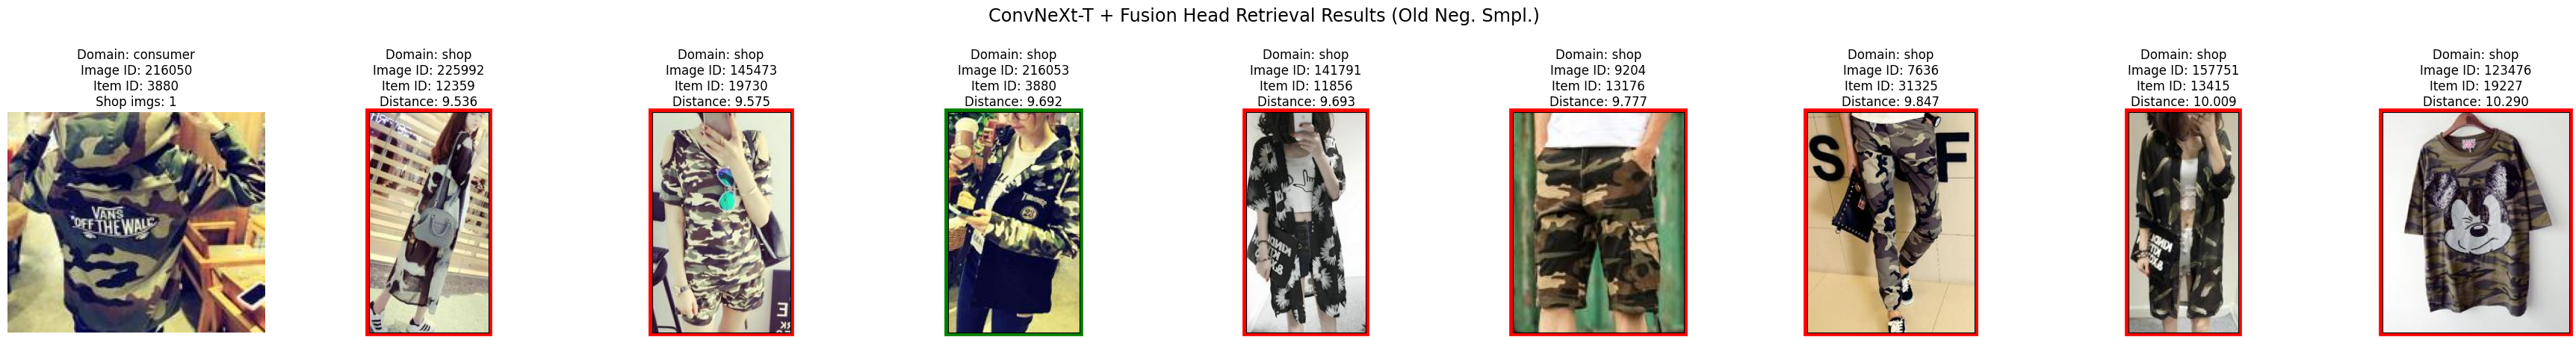 ConvNeXt-T + Fusion Head Retrieval Results (Old Neg. Smpl.)
Domain: consumer
Image ID: 216050
Item ID: 3880
Shop imgs: 1
Domain: shop
Image ID: 225992
Item ID: 12359
Distance: 9.536
Domain: shop
Image ID: 145473
Item ID: 19730
Distance: 9.575
Domain: shop
Image ID: 216053
Item ID: 3880
Distance: 9.692
Domain: shop
Image ID: 141791
Item ID: 11856
Distance: 9.693
Domain: shop
Image ID: 9204
Item ID: 13176
Distance: 9.777
Domain: shop
Image ID: 7636
Item ID: 31325
Distance: 9.847
Domain: shop
Image ID: 157751
Item ID: 13415
Distance: 10.009
Domain: shop
Image ID: 123476
Item ID: 19227
Distance: 10.290
VANS
"OFF THE WALL"
S F